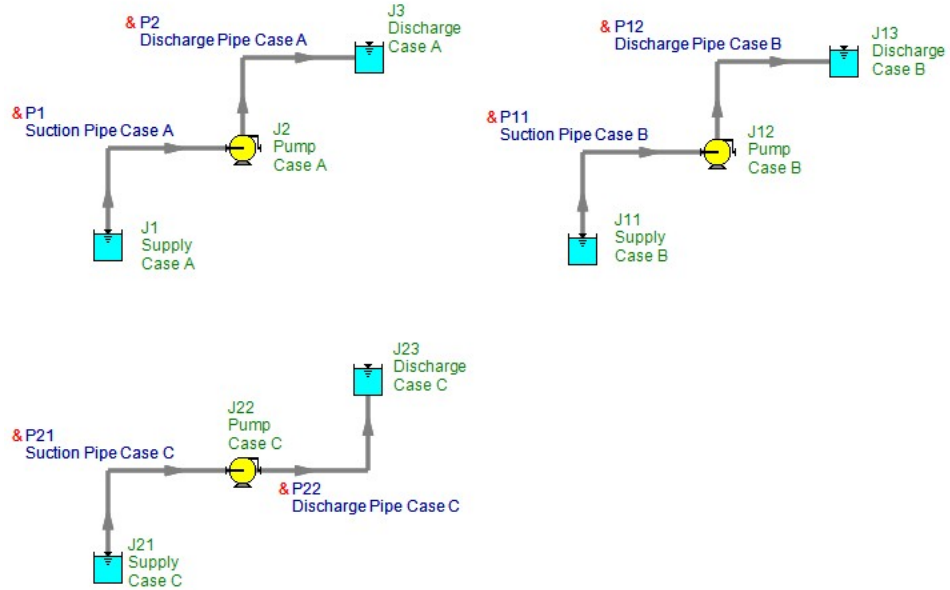 & P2
Discharge Pipe Case A
J3
Discharge
Case A
& P1
Suction Pipe Case A
J2
Pump
Case A
J1
Supply
Case A
& P12
Discharge Pipe Case B
J13
Discharge
Case B
& P11
Suction Pipe Case B
J12
Pump
Case B
J11
Supply
Case B
J23
Discharge
Case C
J22
Pump
Case C
& P21
Suction Pipe Case C
& P22
Discharge Pipe Case C
J21
Supply
Case C